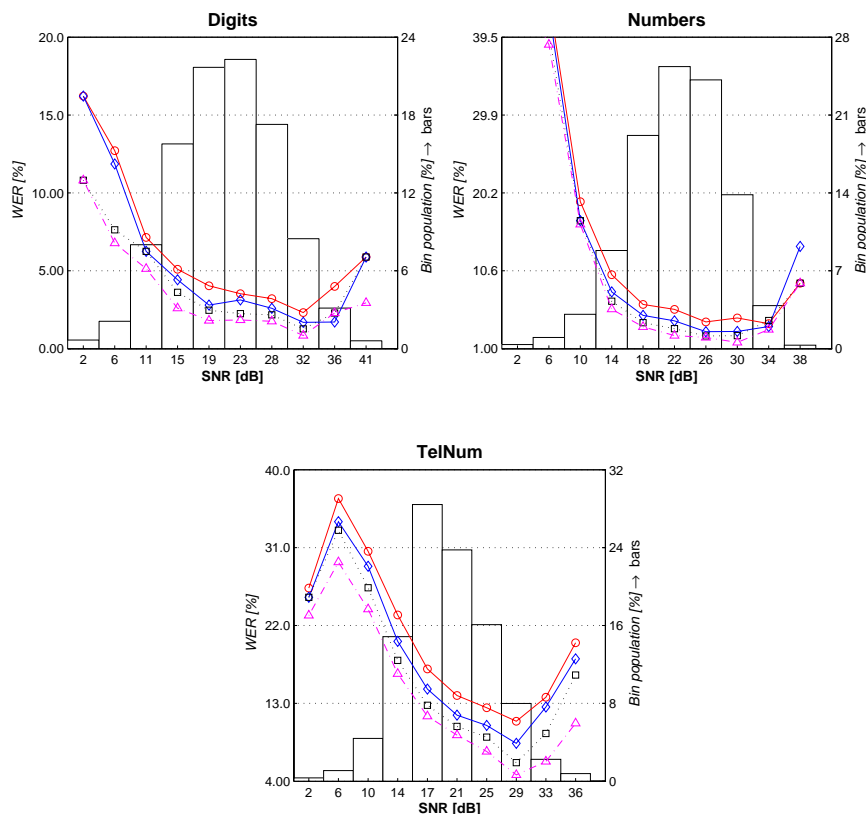 Digits
20.0
15.0
10.00
5.00
0.00
WER [%]
24
18
12
6
0
Bin population [%] → bars
2 6 11 15 19 23 28 32 36 41
SNR [dB]
Numbers
39.5
29.9
20.2
10.6
1.00
WER [%]
28
21
14
7
0
Bin population [%] → bars
2 6 10 14 18 22 26 30 34 38
SNR [dB]
TelNum
40.0
31.0
22.0
13.0
4.00
WER [%]
32
24
16
8
0
Bin population [%] → bars
2 6 10 14 17 21 25 29 33 36
SNR [dB]